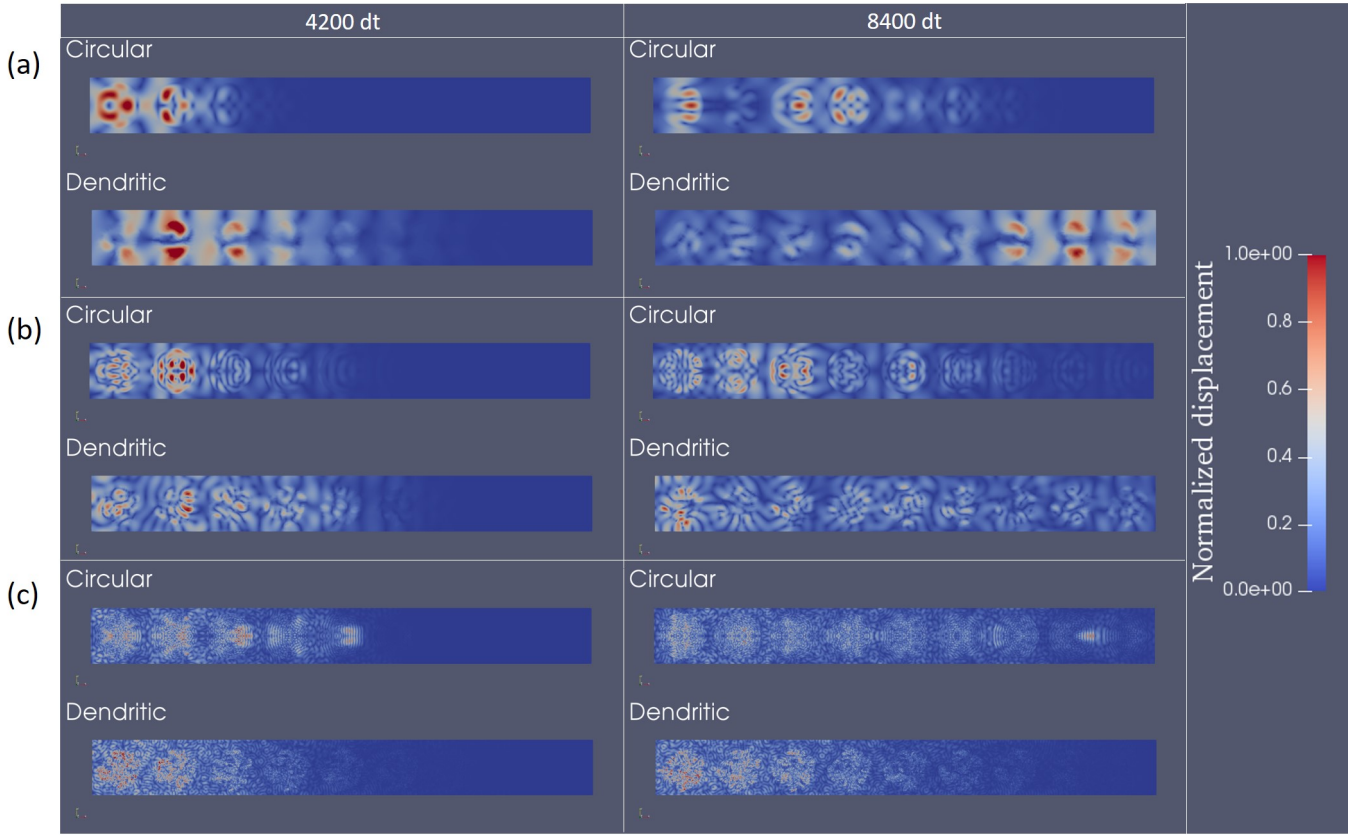 4200 dt 8400 dt
(a)
Circular Circular
Dendritic Dendritic
(b)
Circular Circular
Dendritic Dendritic
(c)
Circular Circular
Dendritic Dendritic
Normalized displacement
1.0e+00
0.8
0.6
0.4
0.2
0.0e+00